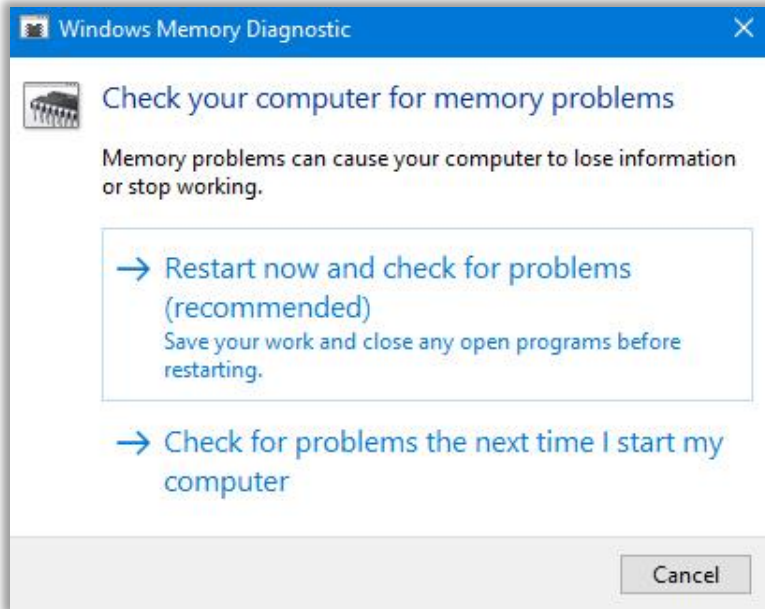 Windows Memory Diagnostic
Check your computer for memory problems
Memory problems can cause your computer to lose information
or stop working.
Restart now and check for problems
(recommended)
Save your work and close any open programs before
restarting.
Check for problems the next time I start my
computer
Cancel